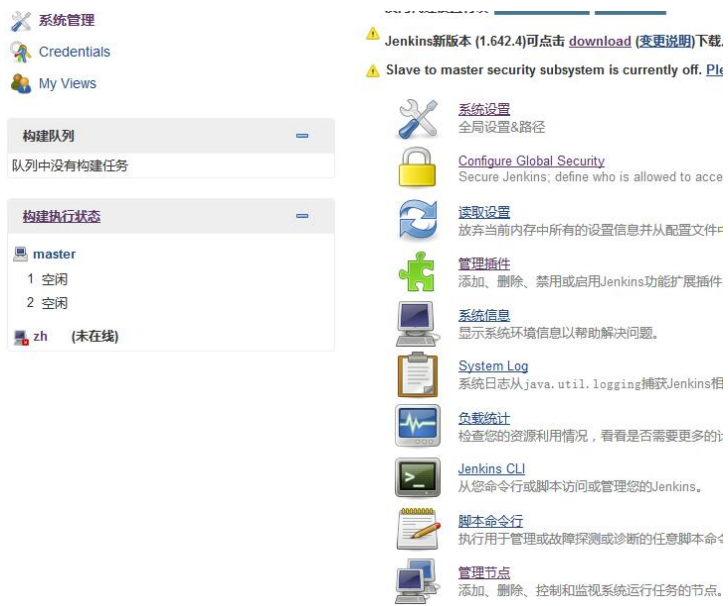 系统管理
Credentials
My Views
构建队列
队列中没有构建任务
构建执行状态
master
1 空闲
2 空闲
zh (未在线)
Jenkins新版本 (1.642.4)可点击 download (变更说明)下载
Slave to master security subsystem is currently off. Ple
系统设置
全局设置&路径
Configure Global Security
Secure Jenkins; define who is allowed to acce
读取设置
放弃当前内存中所有的设置信息并从配置文件中
管理插件
添加、删除、禁用或启用Jenkins功能扩展插件
系统信息
显示系统环境信息以帮助解决问题。
System Log
系统日志从java.util.logging捕获Jenkins相
负载统计
检查您的资源利用情况，看看是否需要更多的计
Jenkins CLI
从您命令行或脚本访问或管理您的Jenkins。
脚本命令行
执行用于管理或故障探测或诊断的任意脚本命令
管理节点
添加、删除、控制和监视系统运行任务的节点。